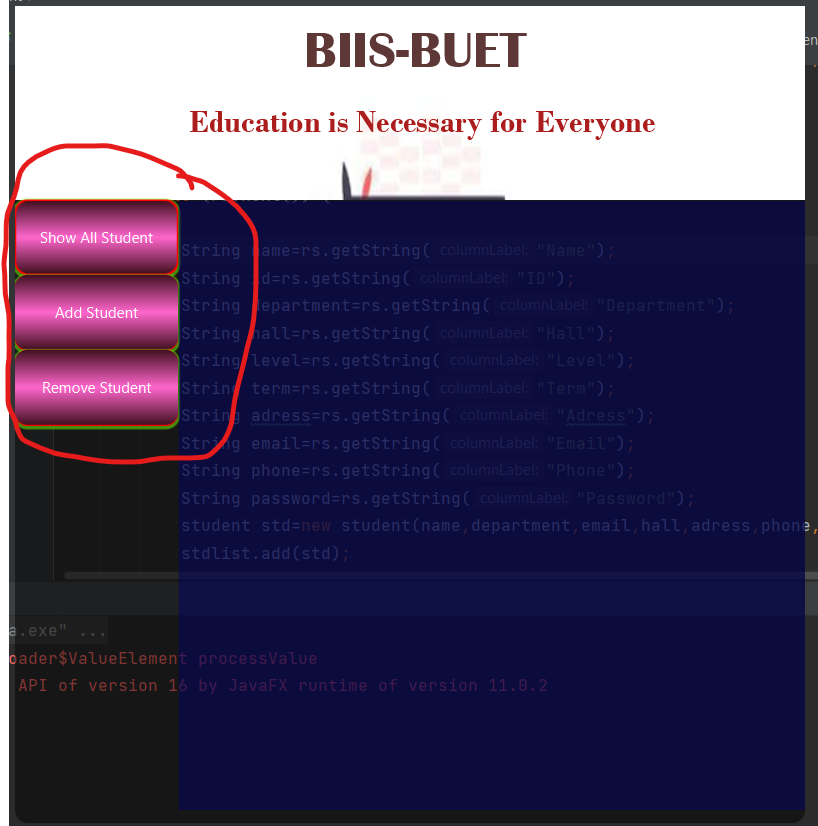 BIIS-BUET
Education is Necessary for Everyone
Show All Student
Add Student
Remove Student
String name=rs.getString( columnLabel: "Name");
String id=rs.getString( columnLabel: "ID");
String department=rs.getString( columnLabel: "Department");
String hall=rs.getString( columnLabel: "Hall");
String level=rs.getString( columnLabel: "Level");
String term=rs.getString( columnLabel: "Term");
String adress=rs.getString( columnLabel: "Adress");
String email=rs.getString( columnLabel: "Email");
String phone=rs.getString( columnLabel: "Phone");
String password=rs.getString( columnLabel: "Password");
student std=new student(name,department,email,hall,adress,phone,
stdlist.add(std);
a.exe" ...
oader$ValueElement processValue
API of version 16 by JavaFX runtime of version 11.0.2